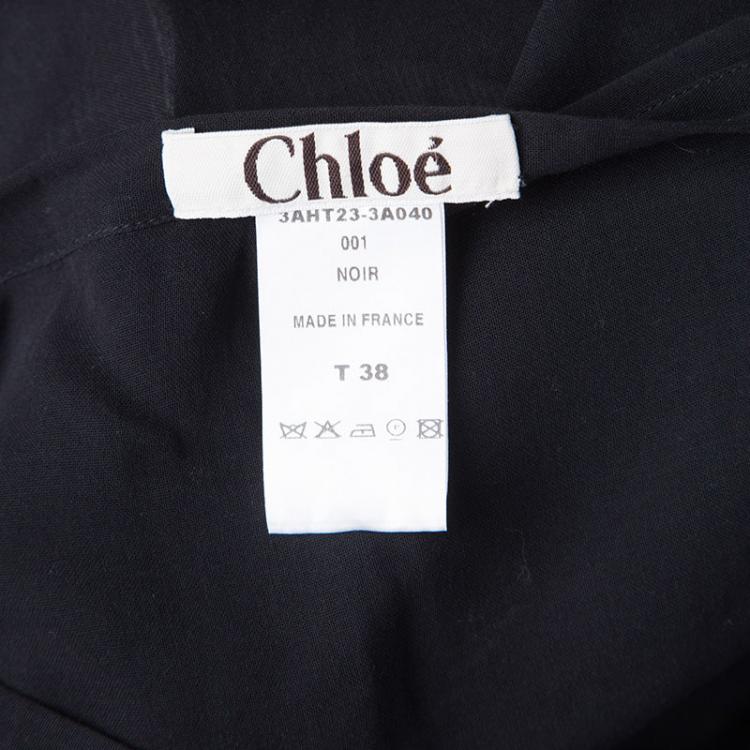 Chloé
3AHT23-3A040
001
NOIR
MADE IN FRANCE
T 38